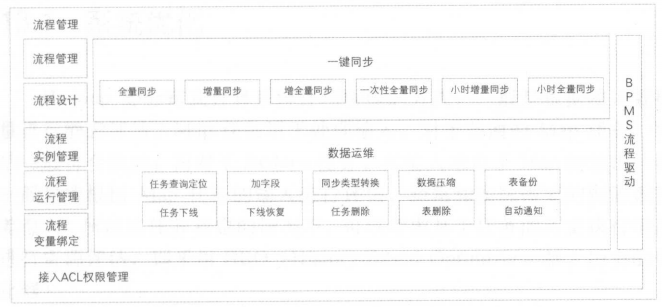 流程管理
流程管理
流程设计
流程
实例管理
流程
运行管理
流程
变量绑定
一键同步
全量同步
增量同步
增全量同步
一次性全量同步
小时增量同步
小时全量同步
数据运维
任务查询定位
加字段
同步类型转换
数据压缩
表备份
任务下线
下线恢复
任务删除
表删除
自动通知
B
P
M
S
流
程
驱
动
接入ACL权限管理